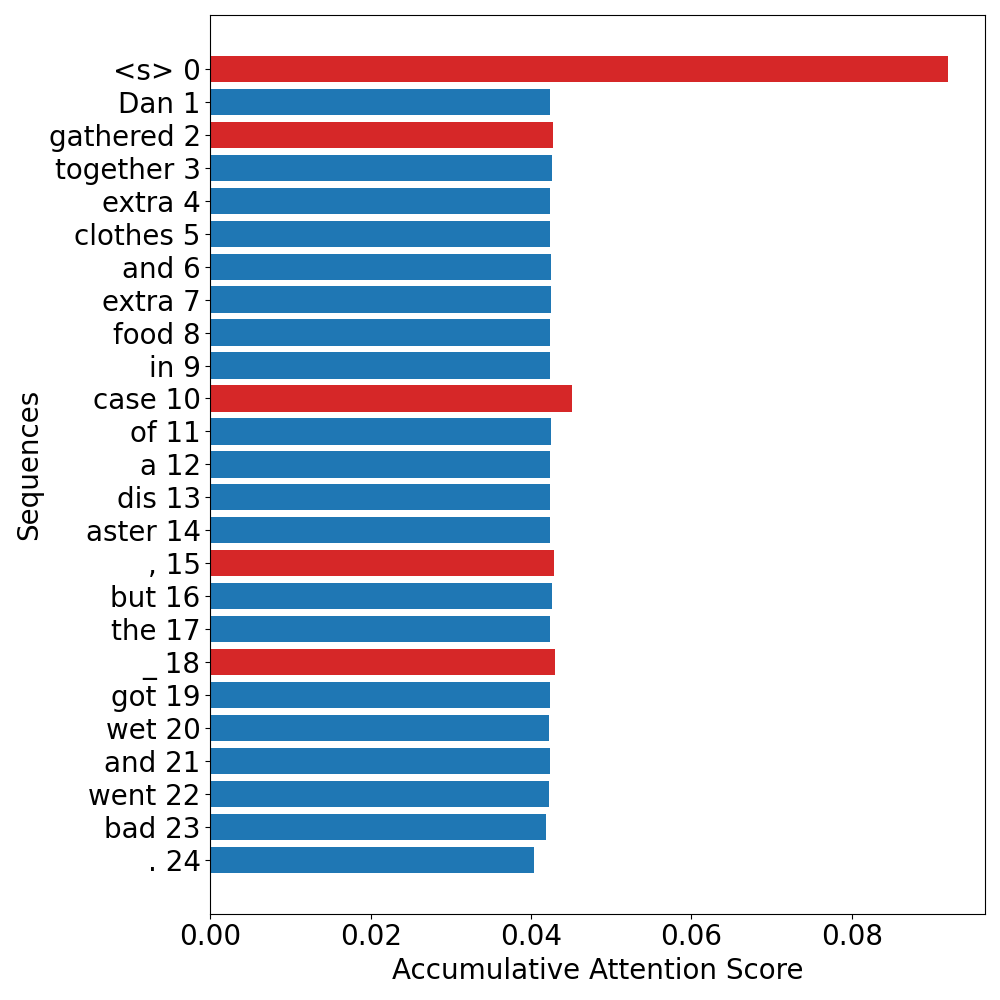 <s> 0
Dan 1
gathered 2
together 3
extra 4
clothes 5
and 6
extra 7
food 8
in 9
case 10
of 11
a 12
dis 13
aster 14
, 15
but 16
the 17
_ 18
got 19
wet 20
and 21
went 22
bad 23
. 24
Sequences
0.00 0.02 0.04 0.06 0.08
Accumulative Attention Score